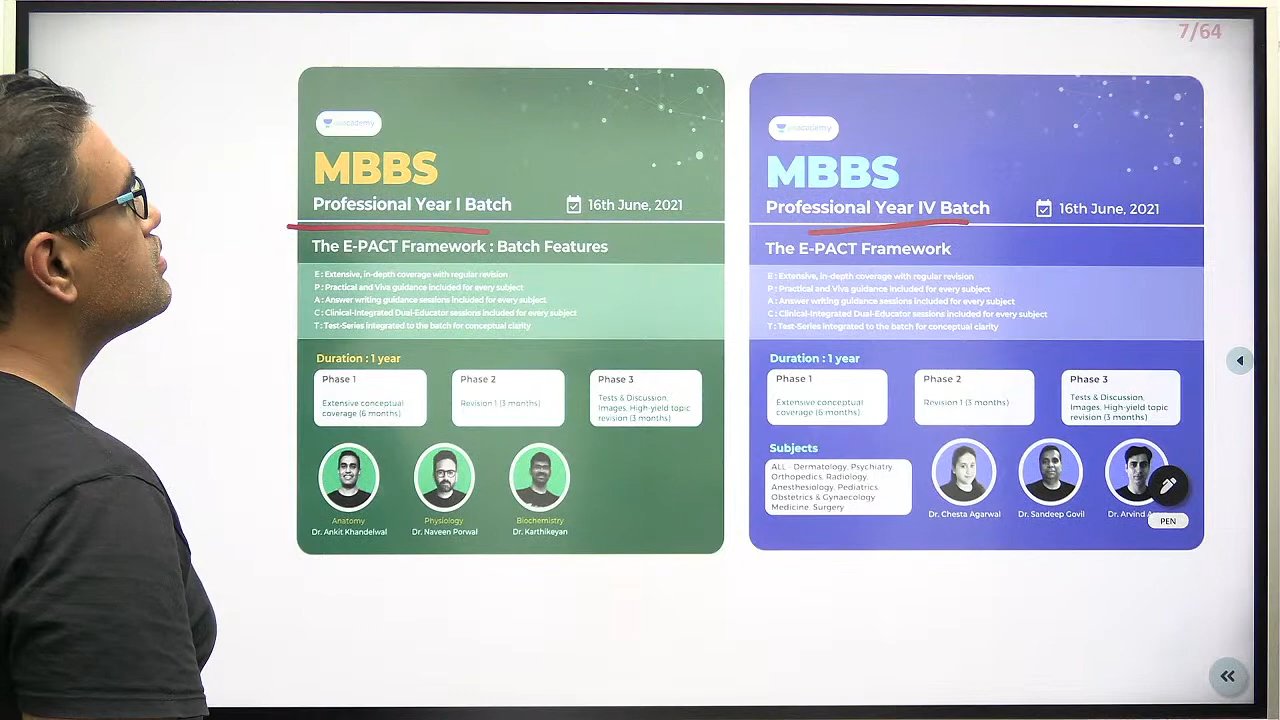 7/64
unacademy
MBBS
Professional Year I Batch
16th June, 2021
The E-PACT Framework : Batch Features
E : Extensive, in-depth coverage with regular revision
P : Practical and Viva guidance included for every subject
A : Answer writing guidance sessions included for every subject
C : Clinical-Integrated Dual-Educator sessions included for every subject
T : Test-Series integrated to the batch for conceptual clarity
Duration : 1 year
Phase 1
Extensive conceptual
coverage (6 months)
Phase 2
Revision 1 (3 months)
Phase 3
Tests & Discussion,
Images, High-yield topic
revision (3 months)
Anatomy
Dr. Ankit Khandelwal
Physiology
Dr. Naveen Porwal
Biochemistry
Dr. Karthikeyan
unacademy
MBBS
Professional Year IV Batch
16th June, 2021
The E-PACT Framework
E : Extensive, in-depth coverage with regular revision
P : Practical and Viva guidance included for every subject
A : Answer writing guidance sessions included for every subject
C : Clinical-Integrated Dual-Educator sessions included for every subject
T : Test-Series integrated to the batch for conceptual clarity
Duration : 1 year
Phase 1
Extensive conceptual
coverage (6 months)
Phase 2
Revision 1 (3 months)
Phase 3
Tests & Discussion,
Images, High-yield topic
revision (3 months)
Subjects
ALL - Dermatology, Psychiatry
Orthopedics, Radiology,
Anesthesiology, Pediatrics
Obstetrics & Gynaecology
Medicine, Surgery
Dr. Chesta Agarwal
Dr. Sandeep Govil
Dr. Arvind
PEN